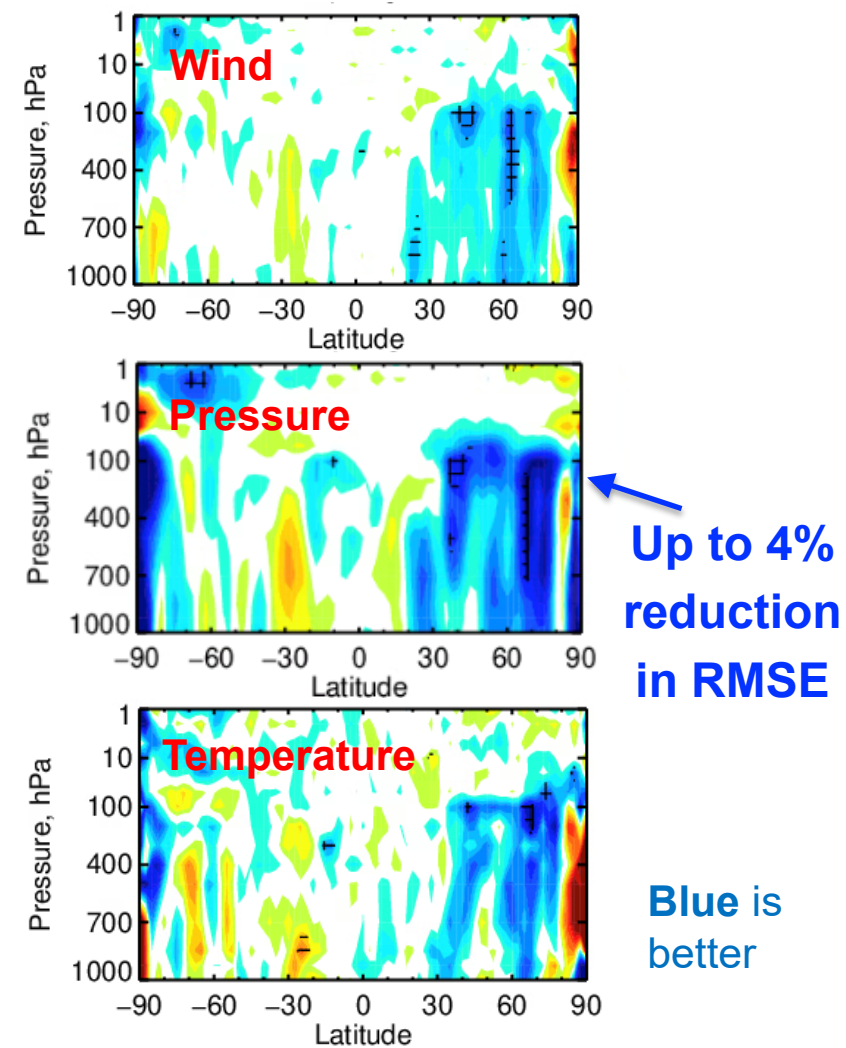 Wind
Pressure, hPa
1
10
100
400
700
1000
−90 −60 −30 0 30 60 90
Latitude
Pressure
Pressure, hPa
1
10
100
400
700
1000
−90 −60 −30 0 30 60 90
Latitude
Up to 4%
reduction
in RMSE
Temperature
Pressure, hPa
1
10
100
400
700
1000
−90 −60 −30 0 30 60 90
Latitude
Blue is
better